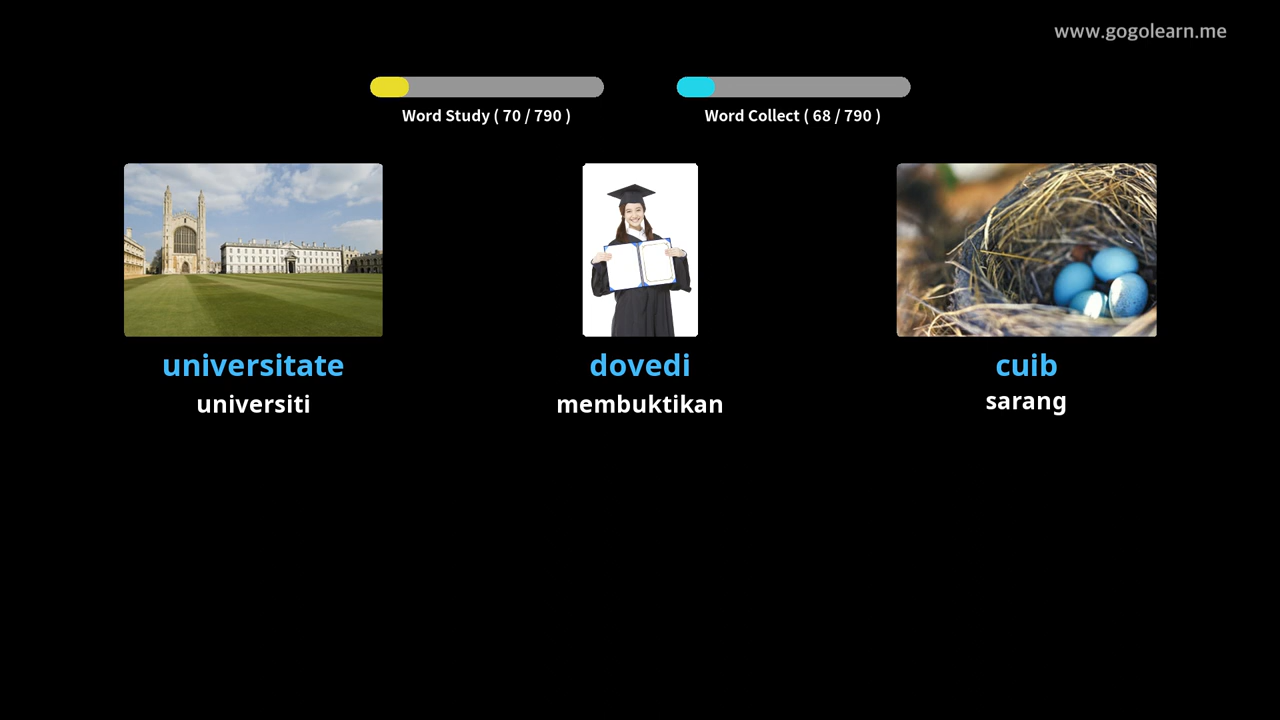 www.gogolearn.me
Word Study ( 70 / 790 )
Word Collect ( 68 / 790 )
universitate
universiti
dovedi
membuktikan
cuib
sarang